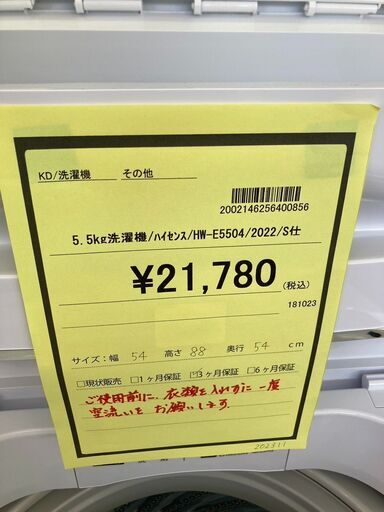 KD/洗濯機 その他
2002146256400856
5.5kg洗濯機/ハイセンス/HW-E5504/2022/S仕
¥21,780 (税込)
181023
サイズ:幅 54 高さ 88 奥行 54 cm
□現状販売 □1ヶ月保証 ☑3ヶ月保証 □6ヶ月保証
ご使用前に、衣類を入れずに一度
空流いを お願いします。
202311